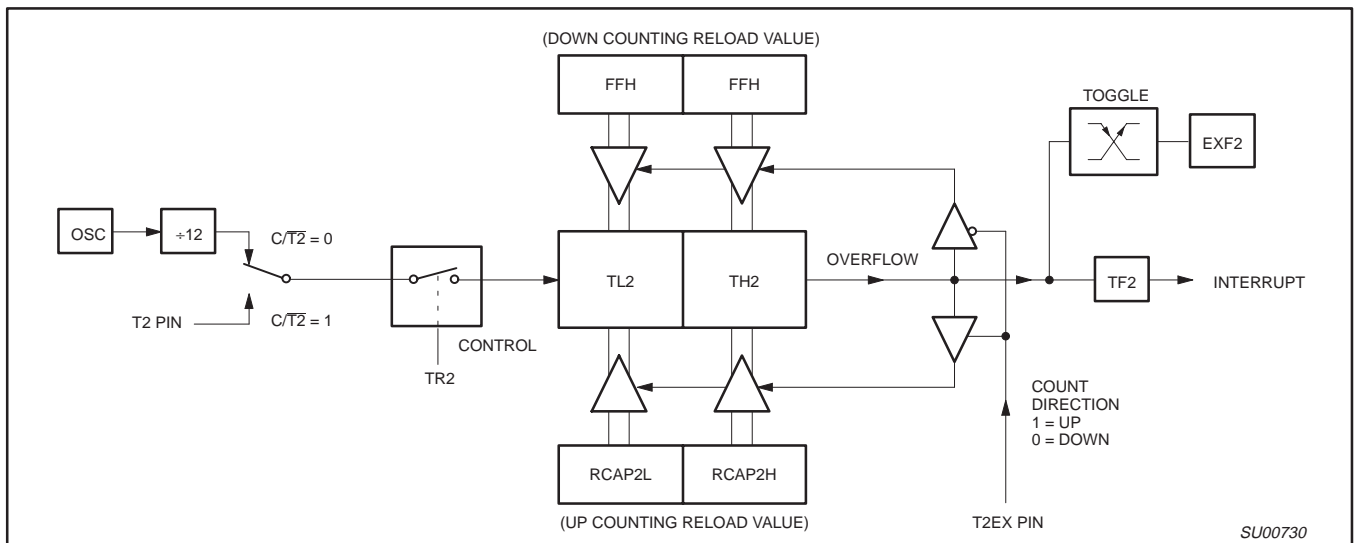 (DOWN COUNTING RELOAD VALUE)
FFH
FFH
TOGGLE
EXF2
OSC
÷12
C/T2̅ = 0
T2 PIN
C/T2̅ = 1
CONTROL
TR2
TL2
TH2
OVERFLOW
TF2
INTERRUPT
COUNT
DIRECTION
1 = UP
0 = DOWN
RCAP2L
RCAP2H
(UP COUNTING RELOAD VALUE)
T2EX PIN
SU00730